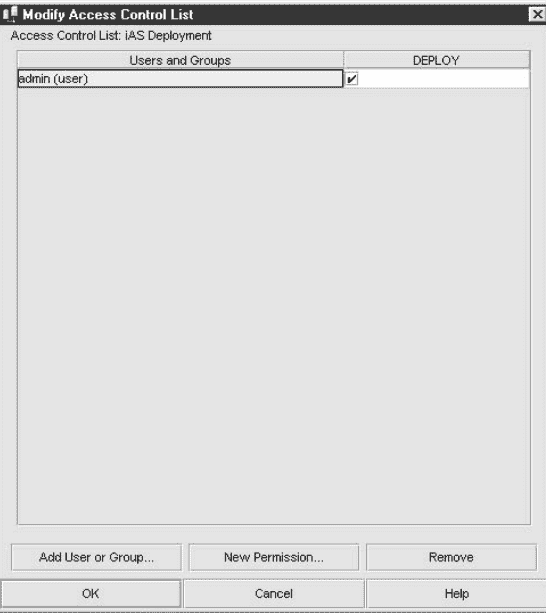 Modify Access Control List
Access Control List: iAS Deployment
Users and Groups DEPLOY
admin (user)
Add User or Group... New Permission... Remove
OK Cancel Help